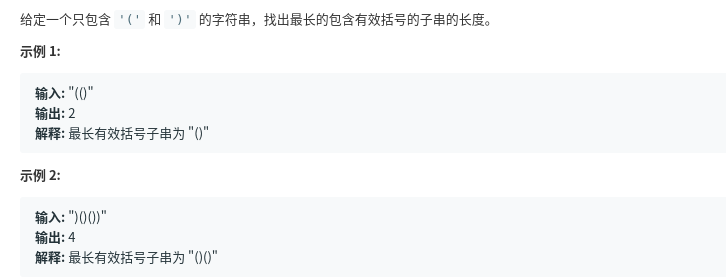 给定一个只包含 '(' 和 ')' 的字符串，找出最长的包含有效括号的子串的长度。
示例 1:
输入: "(()"
输出: 2
解释: 最长有效括号子串为 "()"
示例 2:
输入: ")()())"
输出: 4
解释: 最长有效括号子串为 "()()"